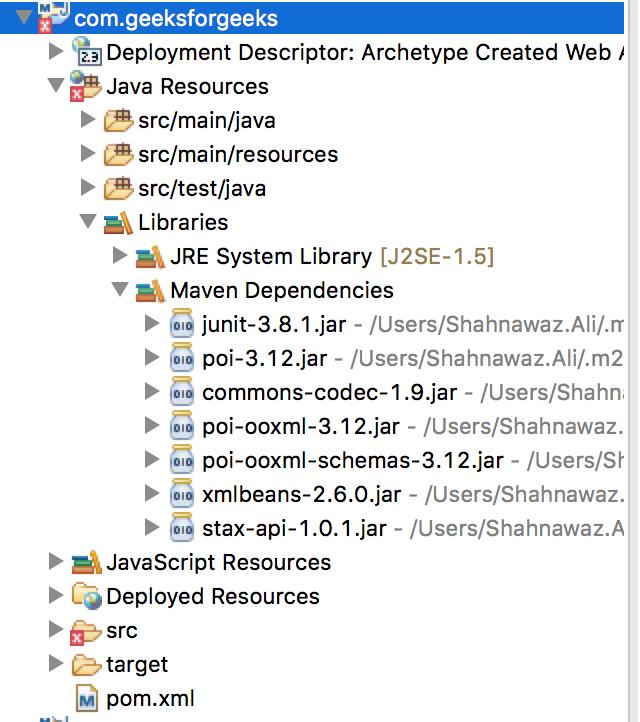 com.geeksforgeeks
2.3 Deployment Descriptor: Archetype Created Web A
Java Resources
src/main/java
src/main/resources
src/test/java
Libraries
JRE System Library [J2SE-1.5]
Maven Dependencies
junit-3.8.1.jar - /Users/Shahnawaz.Ali/.m
poi-3.12.jar - /Users/Shahnawaz.Ali/.m2
commons-codec-1.9.jar - /Users/Shahn
poi-ooxml-3.12.jar - /Users/Shahnawaz.
poi-ooxml-schemas-3.12.jar - /Users/Sh
xmlbeans-2.6.0.jar - /Users/Shahnawaz.
stax-api-1.0.1.jar - /Users/Shahnawaz.A
JavaScript Resources
Deployed Resources
src
target
pom.xml